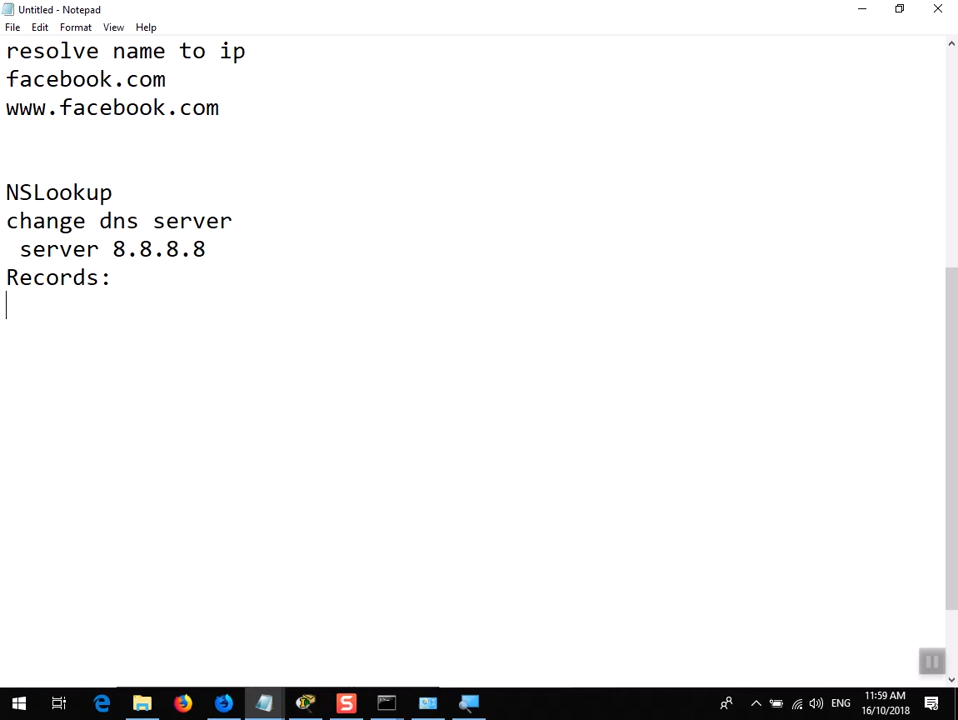 Untitled - Notepad
File Edit Format View Help
resolve name to ip
facebook.com
www.facebook.com
NSLookup
change dns server
server 8.8.8.8
Records:
ENG
11:59 AM
16/10/2018